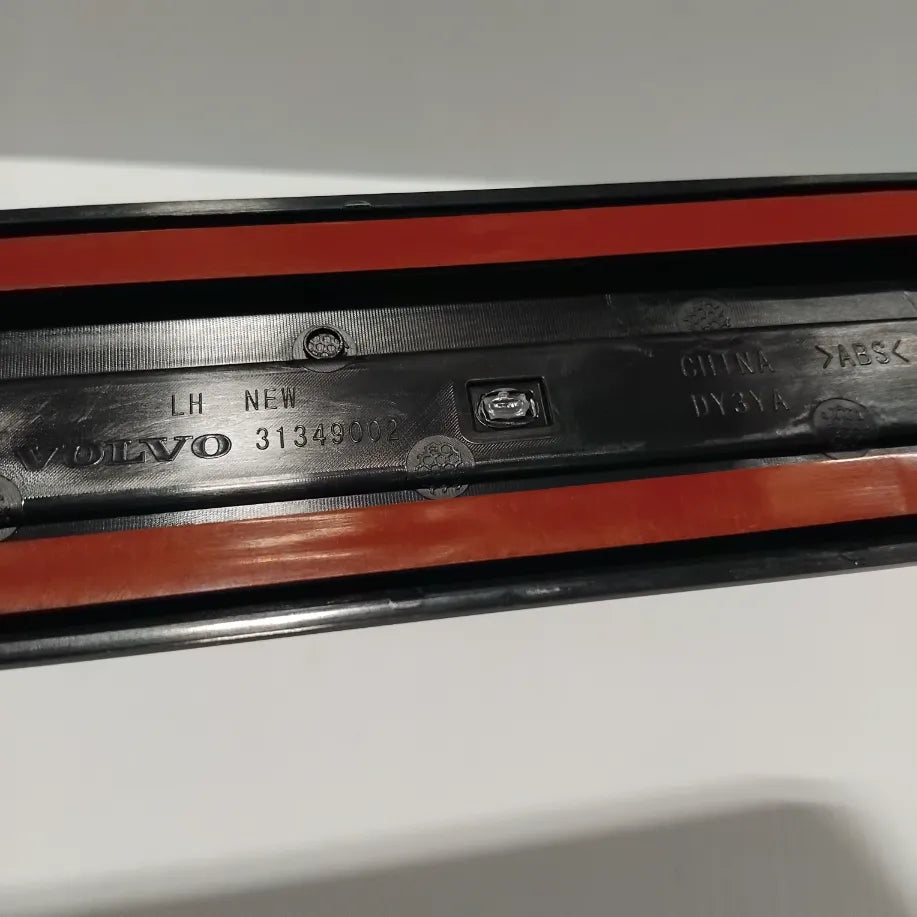 LH NEW
VOLVO 31349002
CHINA >ABS<
DY3YA